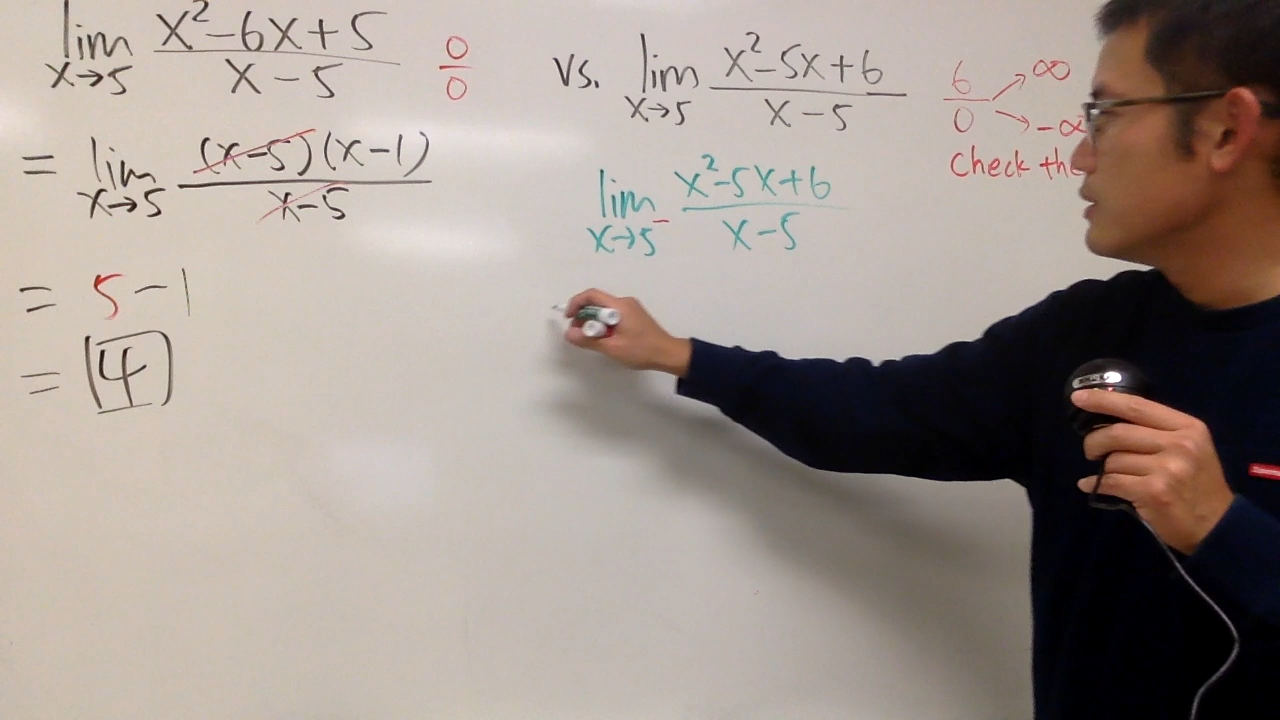 lim x→5 x²-6x+5 / x-5 0/0
= lim x→5 (x-5)(x-1) / x-5
= 5-1
= 4
vs. lim x→5 x²-5x+6 / x-5 6/0 → ∞ → -∞
Check
lim x→5⁻ x²-5x+6 / x-5